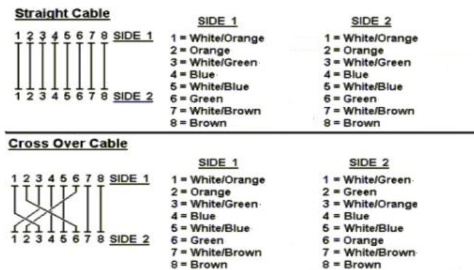 Straight Cable
1 2 3 4 5 6 7 8 SIDE 1
1 2 3 4 5 6 7 8 SIDE 2
SIDE 1
1 = White/Orange
2 = Orange
3 = White/Green
4 = Blue
5 = White/Blue
6 = Green
7 = White/Brown
8 = Brown
SIDE 2
1 = White/Orange
2 = Orange
3 = White/Green
4 = Blue
5 = White/Blue
6 = Green
7 = White/Brown
8 = Brown
Cross Over Cable
1 2 3 4 5 6 7 8 SIDE 1
1 2 3 4 5 6 7 8 SIDE 2
SIDE 1
1 = White/Orange
2 = Orange
3 = White/Green
4 = Blue
5 = White/Blue
6 = Green
7 = White/Brown
8 = Brown
SIDE 2
1 = White/Green
2 = Green
3 = White/Orange
4 = Blue
5 = White/Blue
6 = Orange
7 = White/Brown
8 = Brown